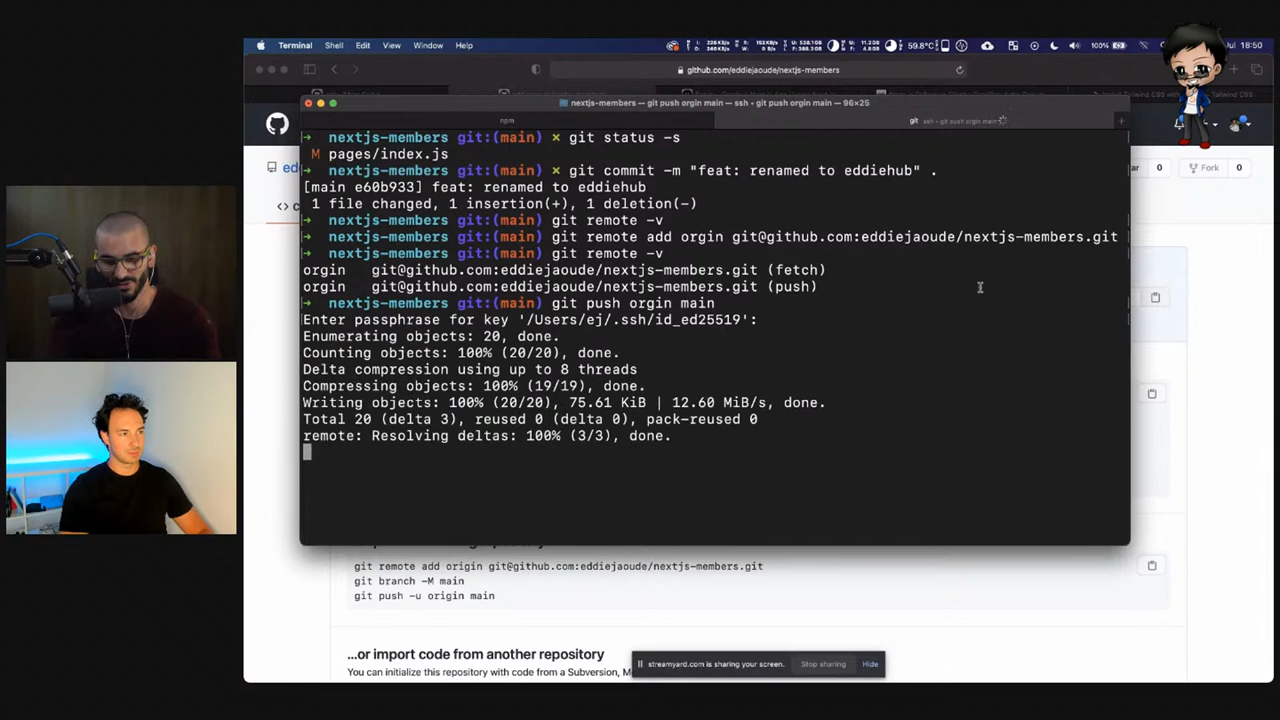 Terminal Shell Edit View Window Help
100%
Jul 18:50
github.com/eddiejaoude/nextjs-members
nextjs-members — git push orgin main — ssh • git push orgin main — 96×25
npm
git ssh • git push orgin main
→ nextjs-members git:(main) × git status -s
M pages/index.js
→ nextjs-members git:(main) × git commit -m "feat: renamed to eddiehub" .
[main e60b933] feat: renamed to eddiehub
1 file changed, 1 insertion(+), 1 deletion(-)
→ nextjs-members git:(main) git remote -v
→ nextjs-members git:(main) git remote add orgin git@github.com:eddiejaoude/nextjs-members.git
→ nextjs-members git:(main) git remote -v
orgin git@github.com:eddiejaoude/nextjs-members.git (fetch)
orgin git@github.com:eddiejaoude/nextjs-members.git (push)
→ nextjs-members git:(main) git push orgin main
Enter passphrase for key '/Users/ej/.ssh/id_ed25519':
Enumerating objects: 20, done.
Counting objects: 100% (20/20), done.
Delta compression using up to 8 threads
Compressing objects: 100% (19/19), done.
Writing objects: 100% (20/20), 75.61 KiB | 12.60 MiB/s, done.
Total 20 (delta 3), reused 0 (delta 0), pack-reused 0
remote: Resolving deltas: 100% (3/3), done.
0
Fork 0
git remote add origin git@github.com:eddiejaoude/nextjs-members.git
git branch -M main
git push -u origin main
…or import code from another repository
You can initialize this repository with code from a Subversion, M
streamyard.com is sharing your screen. Stop sharing Hide